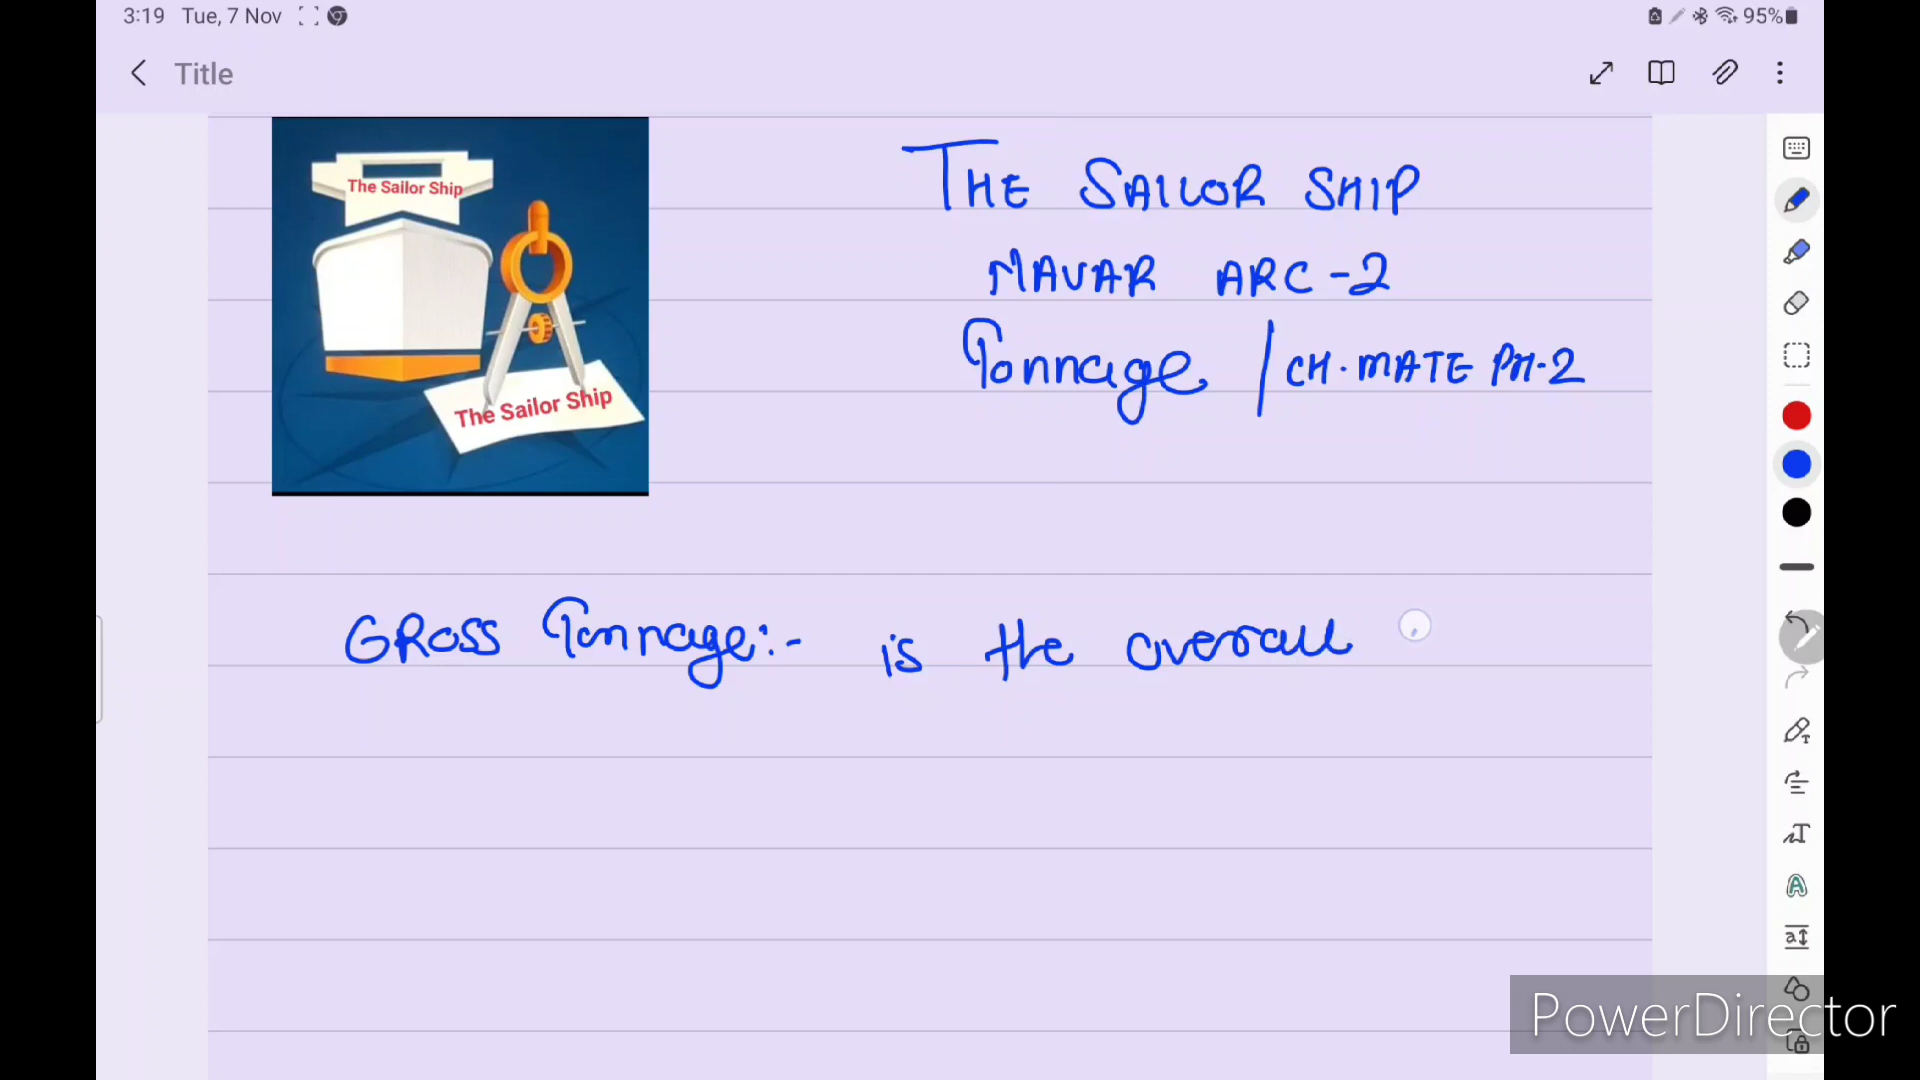 3:19 Tue, 7 Nov 95%
Title
The Sailor Ship
The Sailor Ship
THE SAILOR SHIP
MAVAR ARC-2
Tonnage / CH.MATE PH-2
GROSS Tonnage:- is the overall
PowerDirector